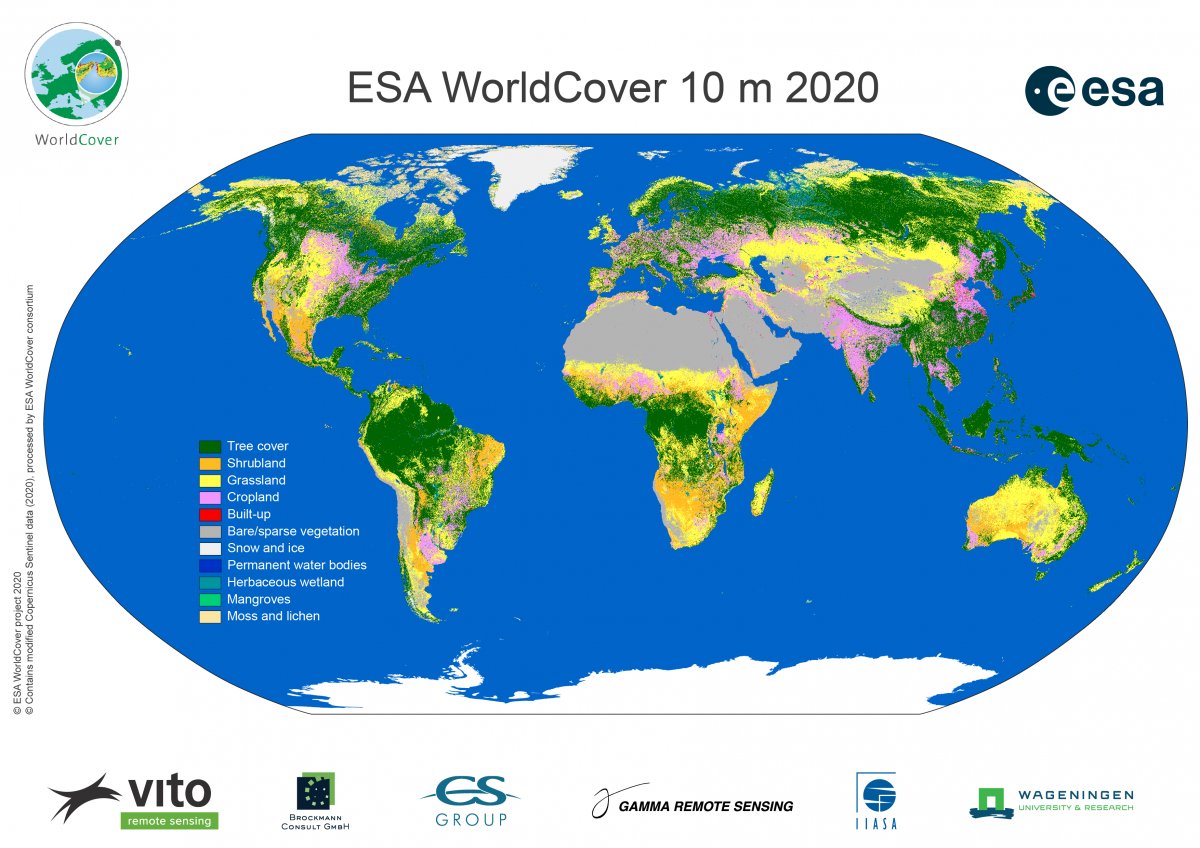 ESA WorldCover 10 m 2020
WorldCover
esa
Tree cover
Shrubland
Grassland
Cropland
Built-up
Bare/sparse vegetation
Snow and ice
Permanent water bodies
Herbaceous wetland
Mangroves
Moss and lichen
© ESA WorldCover project 2020
© Contains modified Copernicus Sentinel data (2020), processed by ESA WorldCover consortium
vito
remote sensing
BROCKMANN
CONSULT GMBH
CS
GROUP
GAMMA REMOTE SENSING
IIASA
WAGENINGEN
UNIVERSITY & RESEARCH